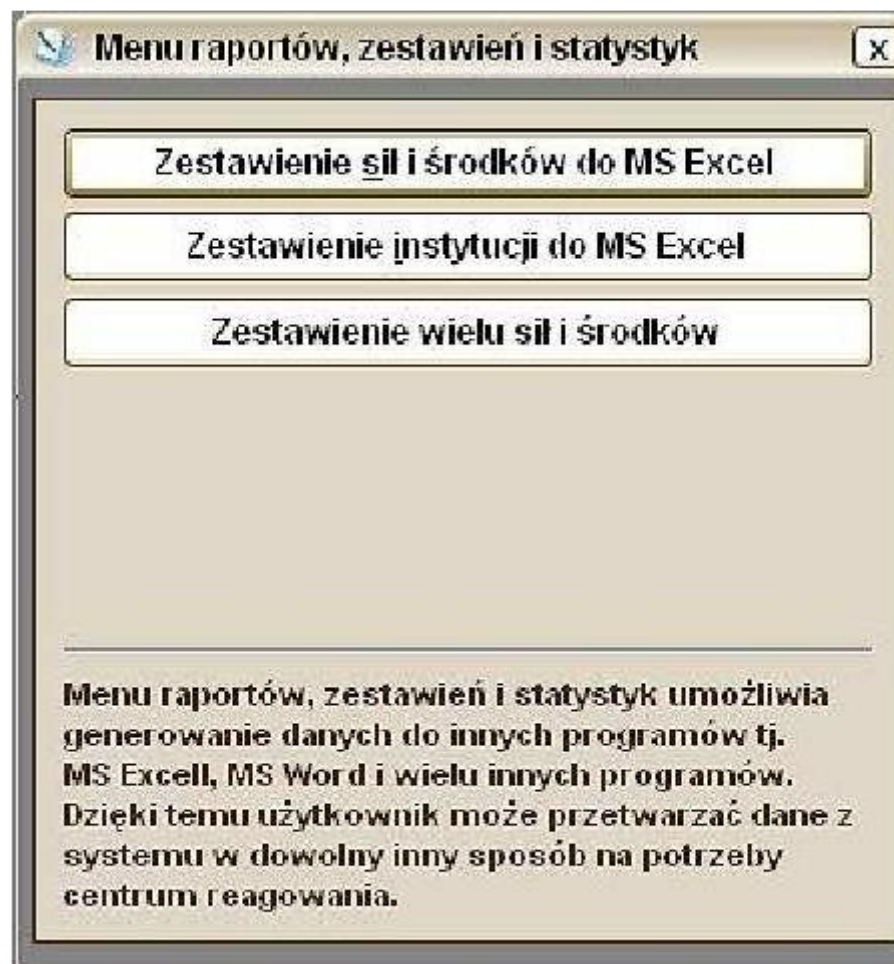 Menu raportów, zestawień i statystyk
x
Zestawienie sił i środków do MS Excel
Zestawienie instytucji do MS Excel
Zestawienie wielu sił i środków
Menu raportów, zestawień i statystyk umożliwia
generowanie danych do innych programów tj.
MS Excell, MS Word i wielu innych programów.
Dzięki temu użytkownik może przetwarzać dane z
systemu w dowolny inny sposób na potrzeby
centrum reagowania.